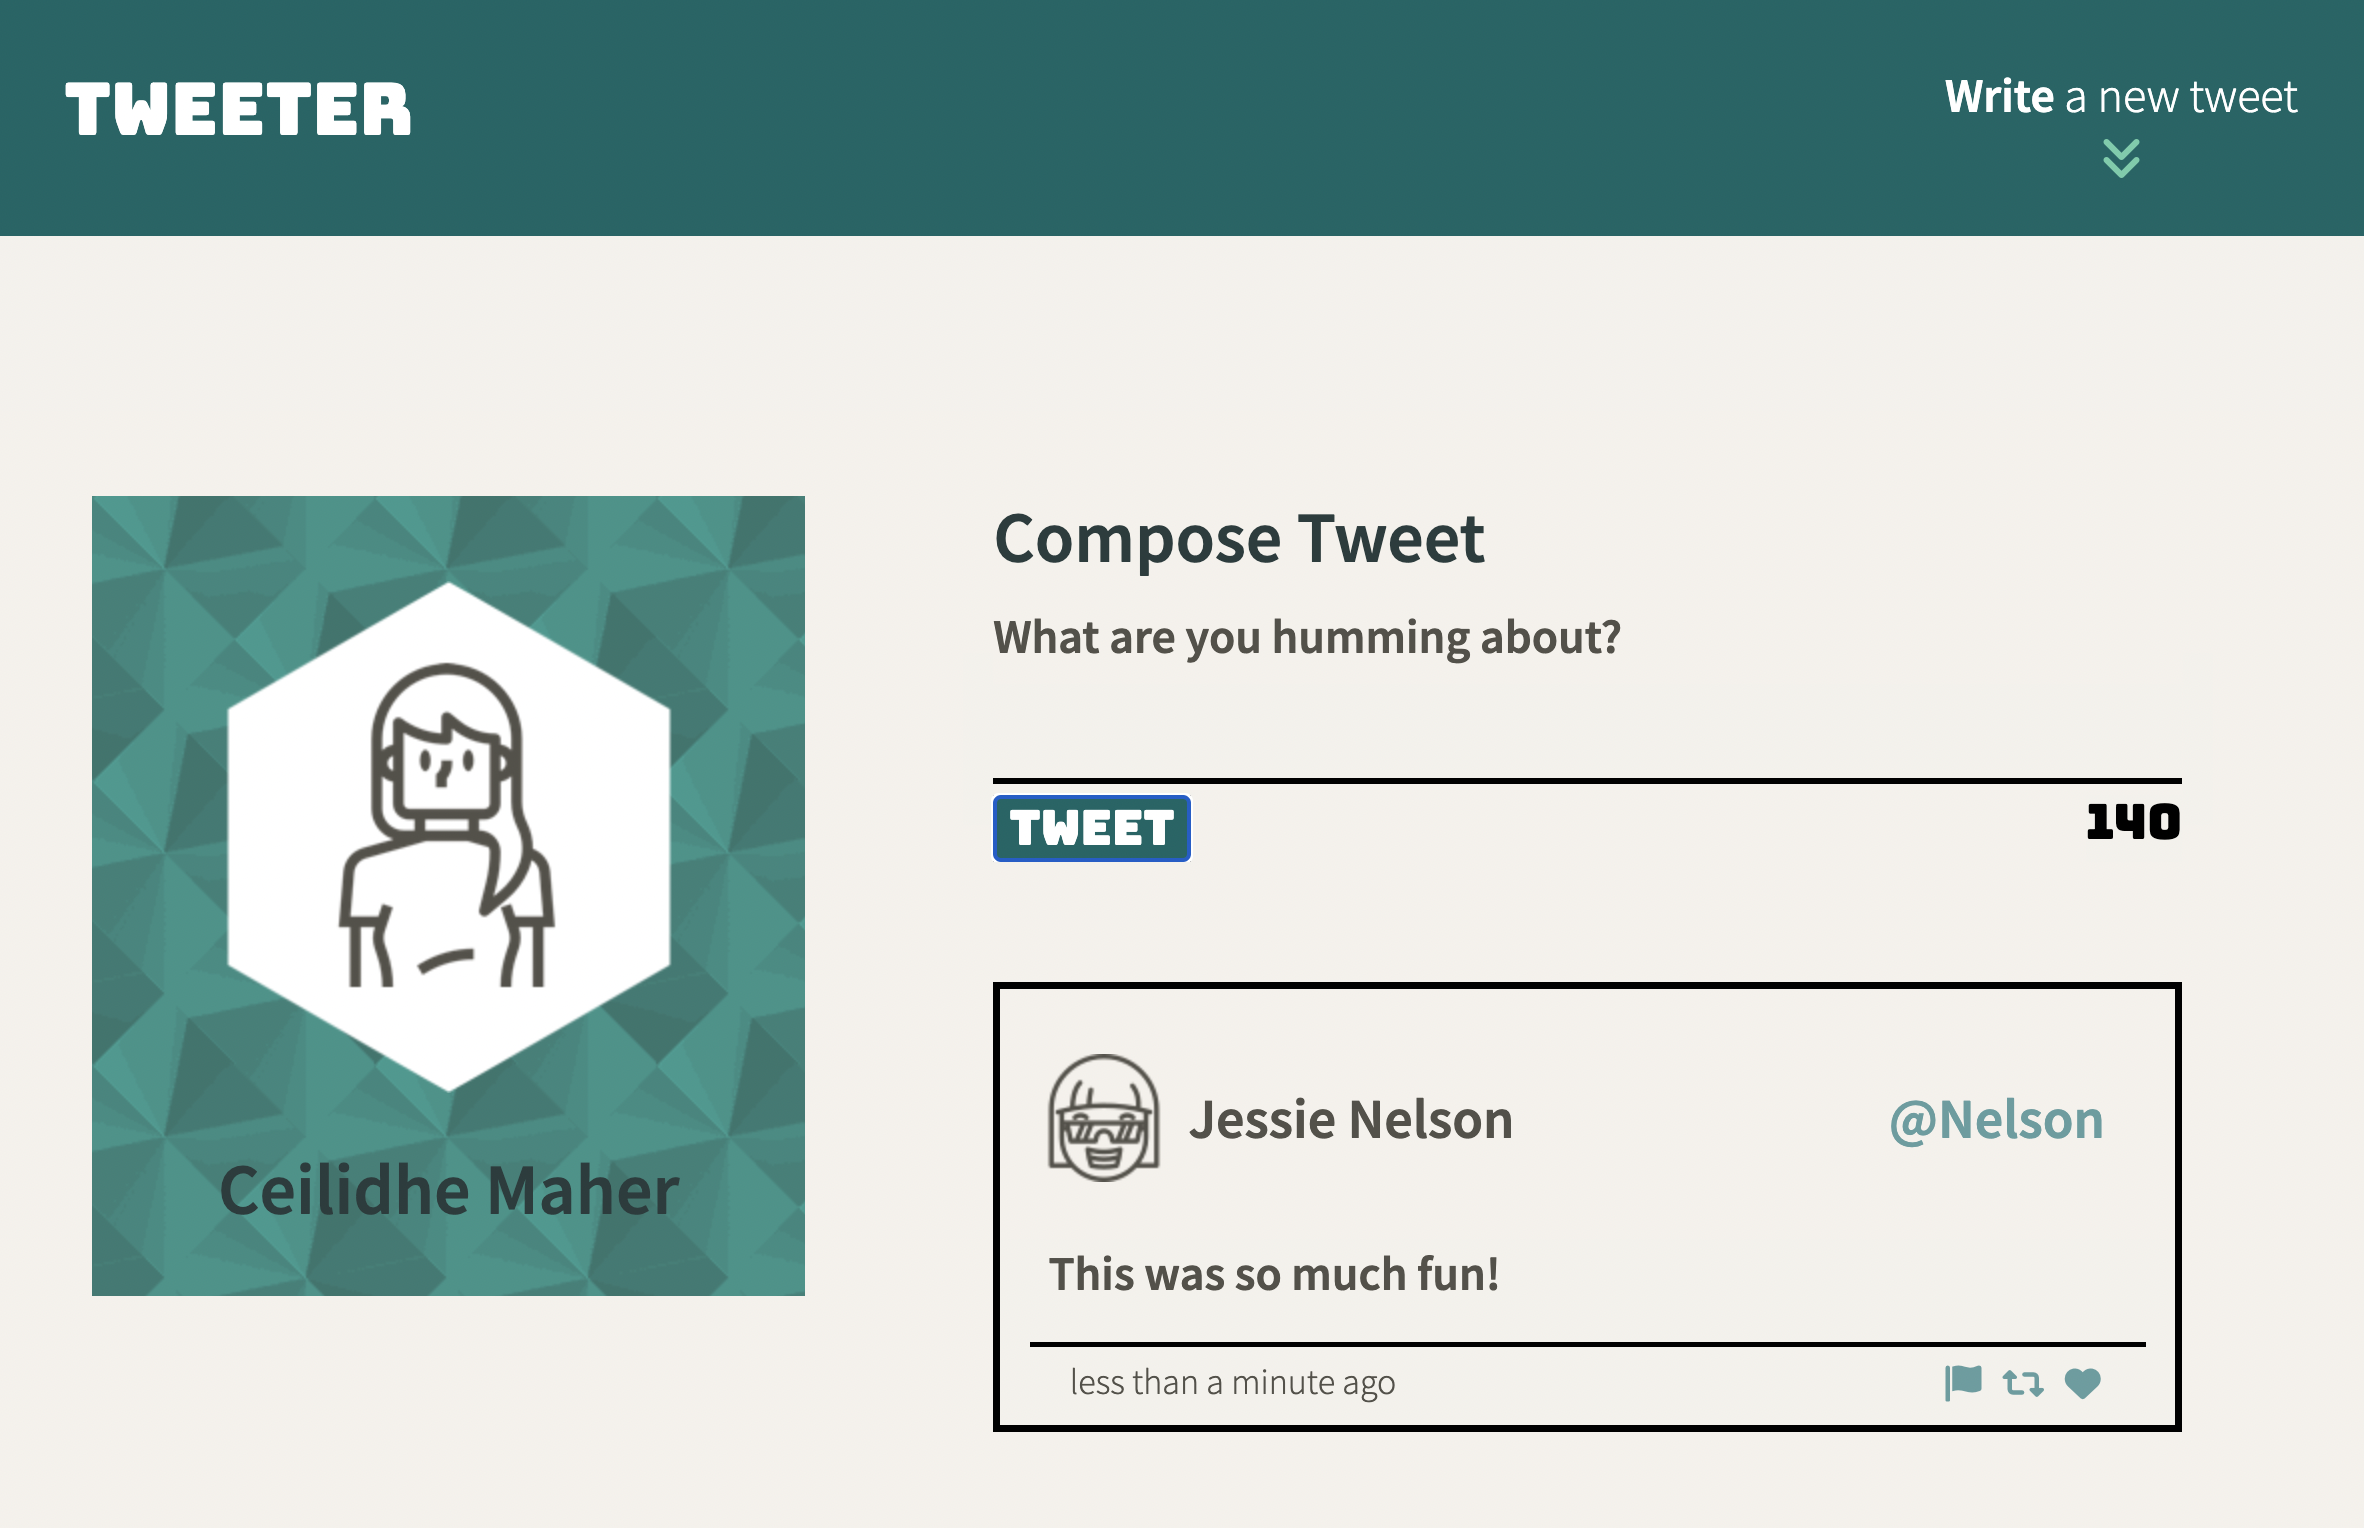 TWEETER
Write a new tweet
Ceilidhe Maher
Compose Tweet
What are you humming about?
TWEET
140
Jessie Nelson
@Nelson
This was so much fun!
less than a minute ago